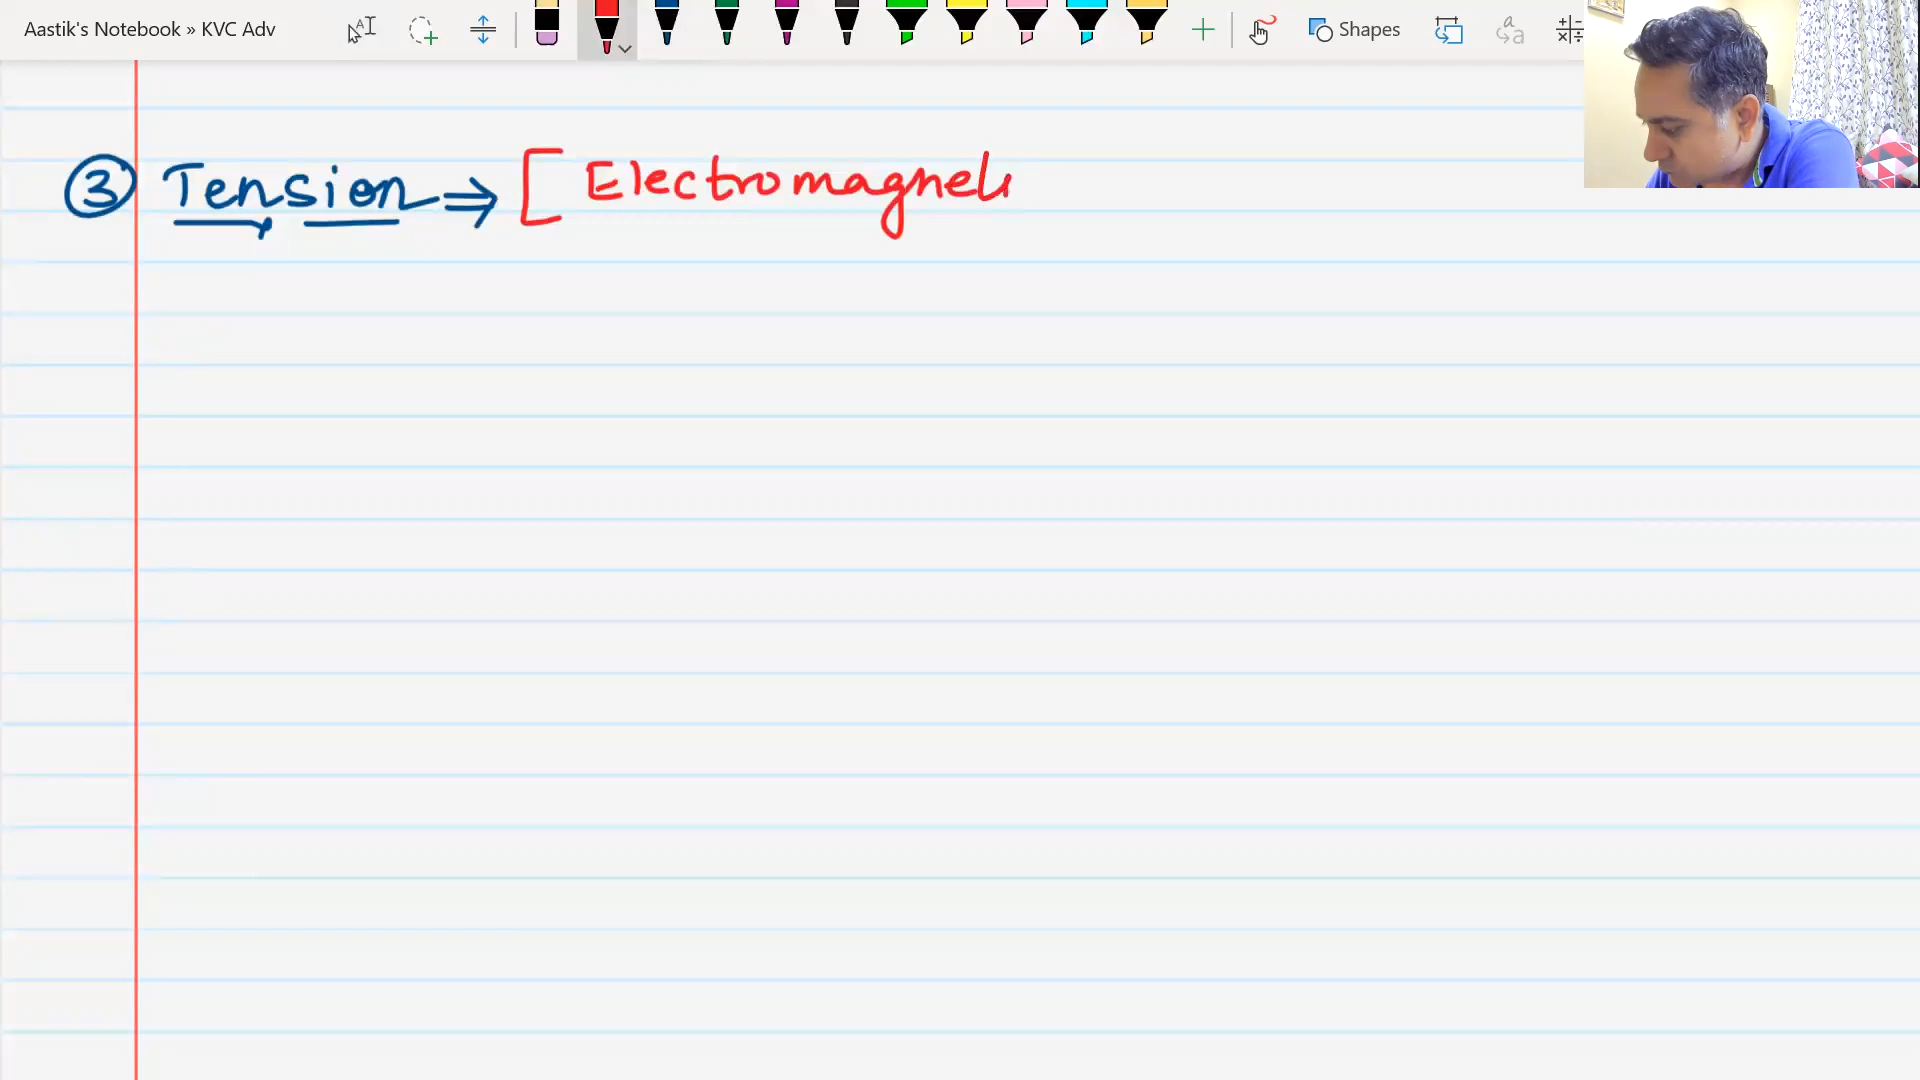 Aastik's Notebook » KVC Adv
Shapes
③ Tension ⇒ [ Electromagneti